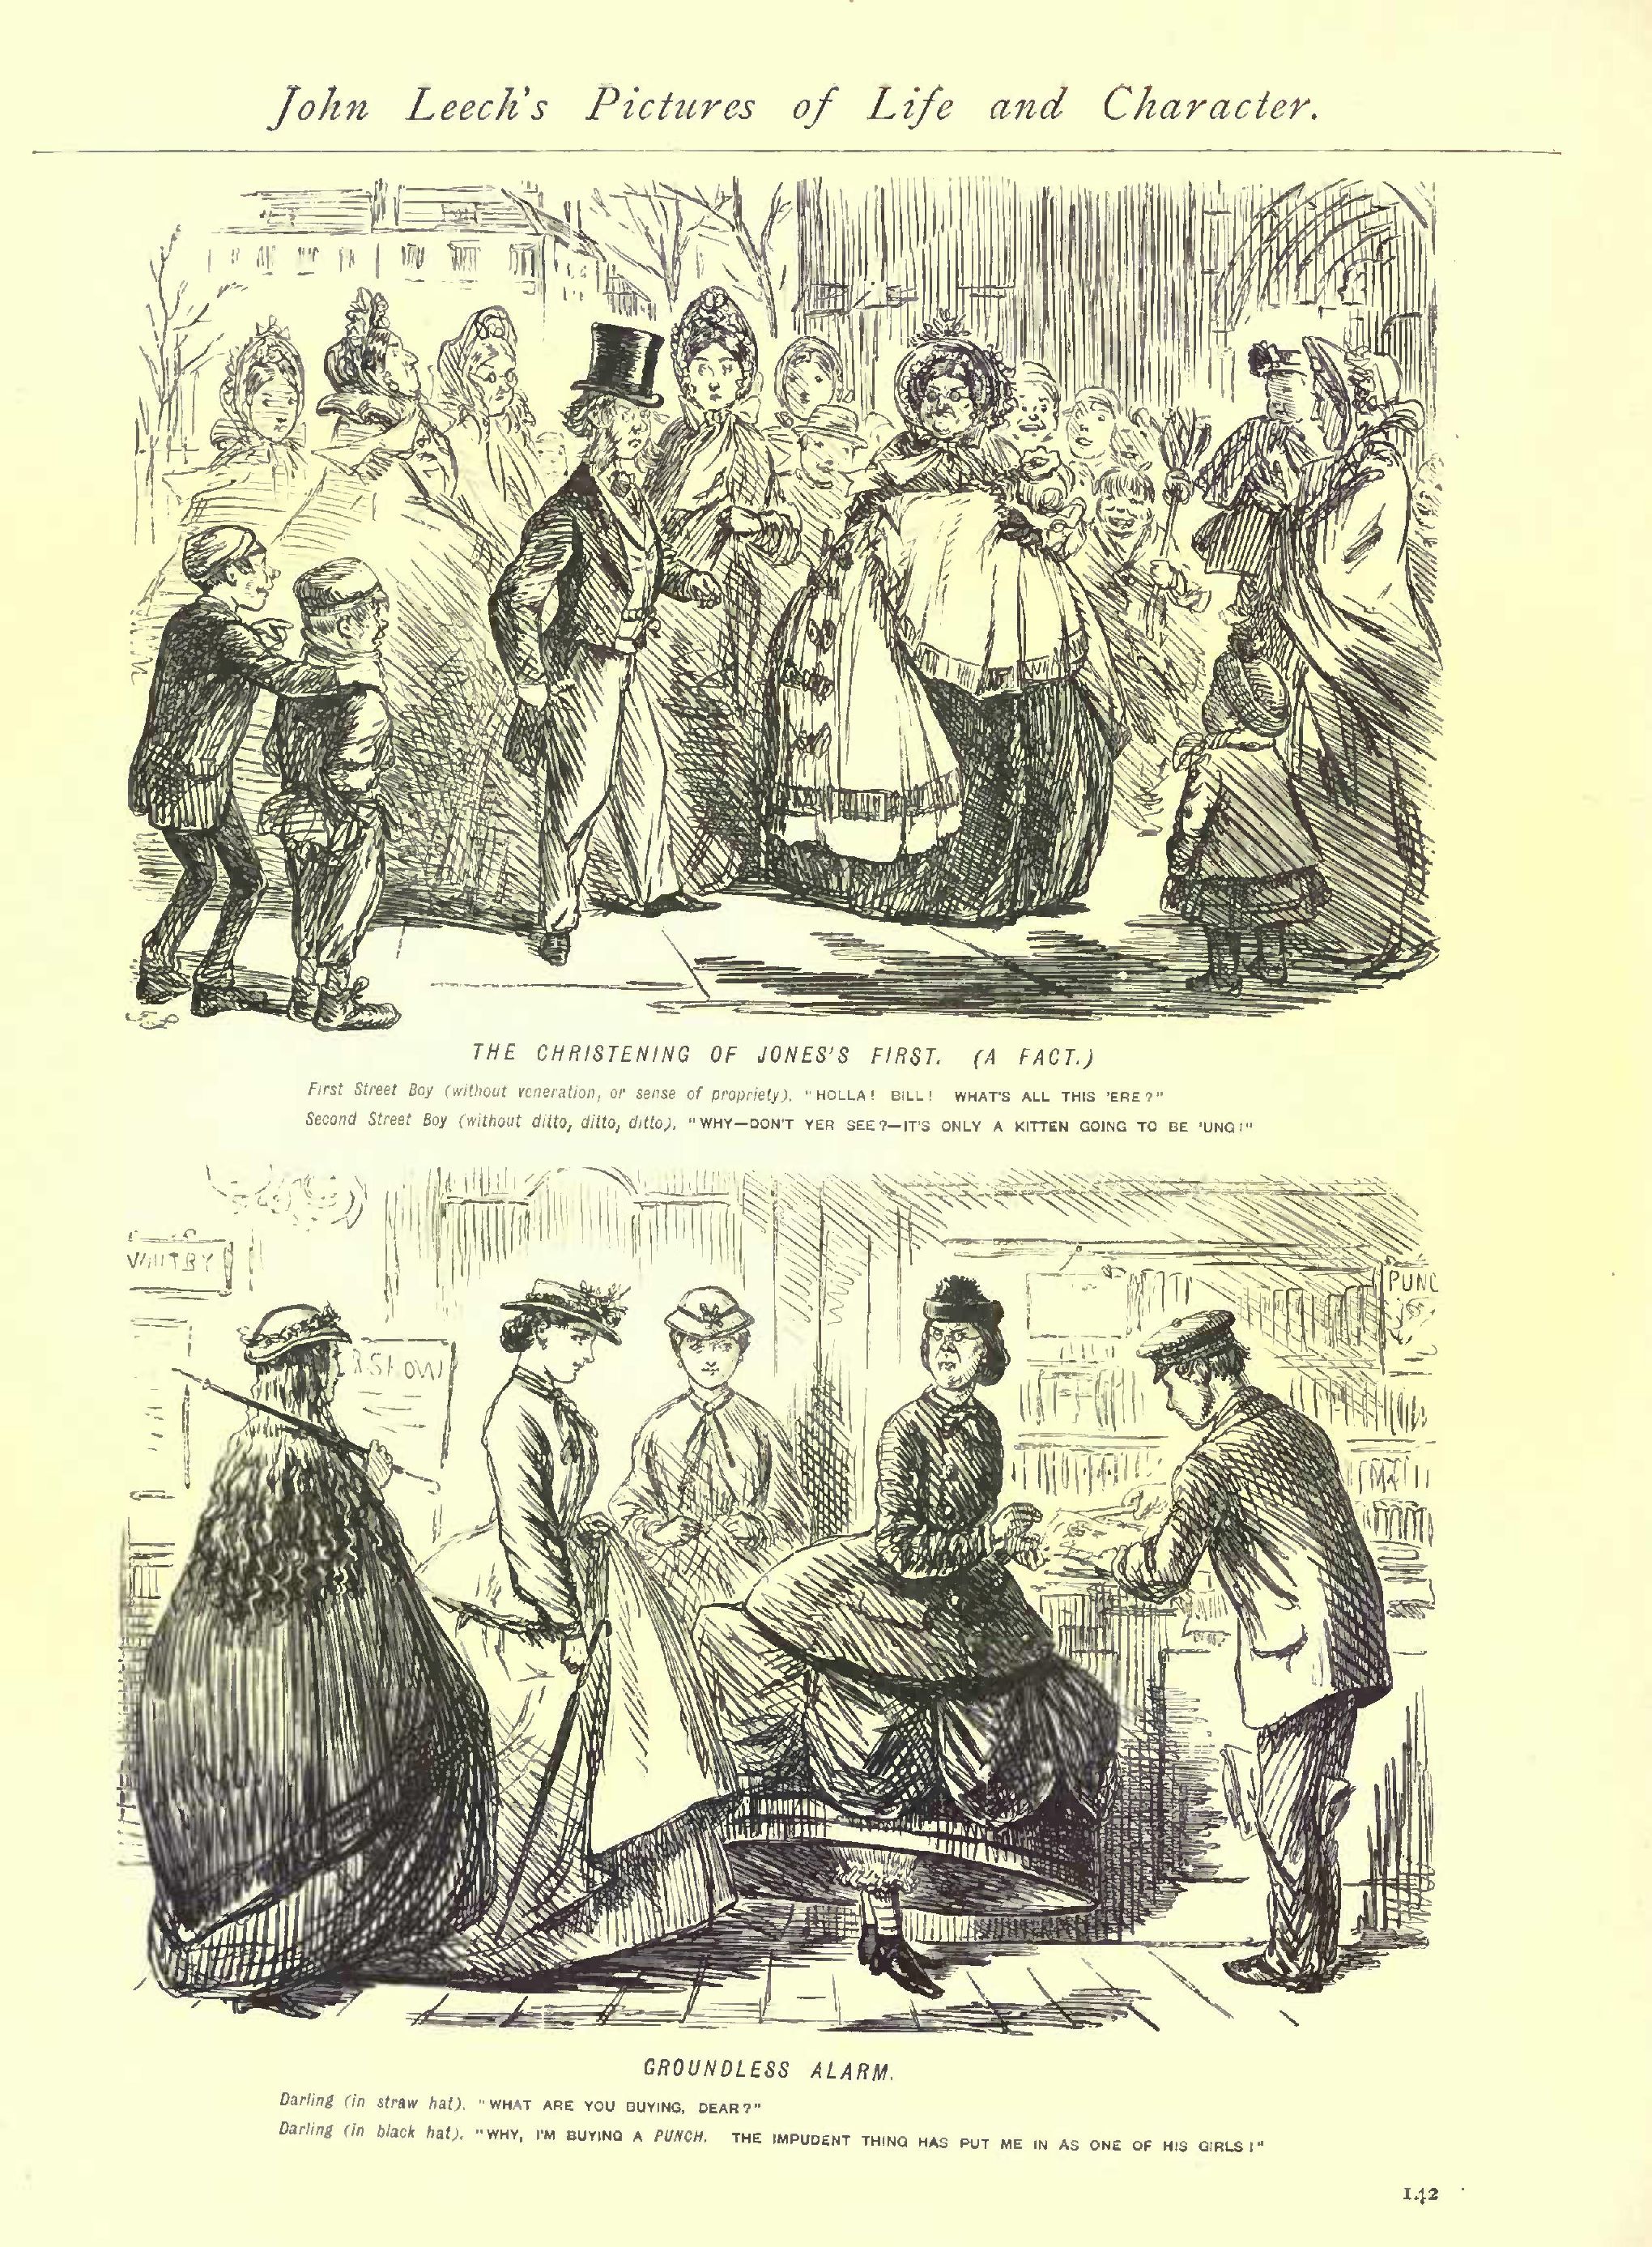 John Leech's Pictures of Life and Character.
THE CHRISTENING OF JONES'S FIRST. (A FACT.)
First Street Boy (without veneration, or sense of propriety). "HOLLA! BILL! WHAT'S ALL THIS 'ERE?"
Second Street Boy (without ditto, ditto, ditto). "WHY—DON'T YER SEE?—IT'S ONLY A KITTEN GOING TO BE 'UNG!"
WHITBY
SHOW
PUNC
GROUNDLESS ALARM.
Darling (in straw hat). "WHAT ARE YOU BUYING, DEAR?"
Darling (in black hat). "WHY, I'M BUYING A PUNCH. THE IMPUDENT THING HAS PUT ME IN AS ONE OF HIS GIRLS!"
142